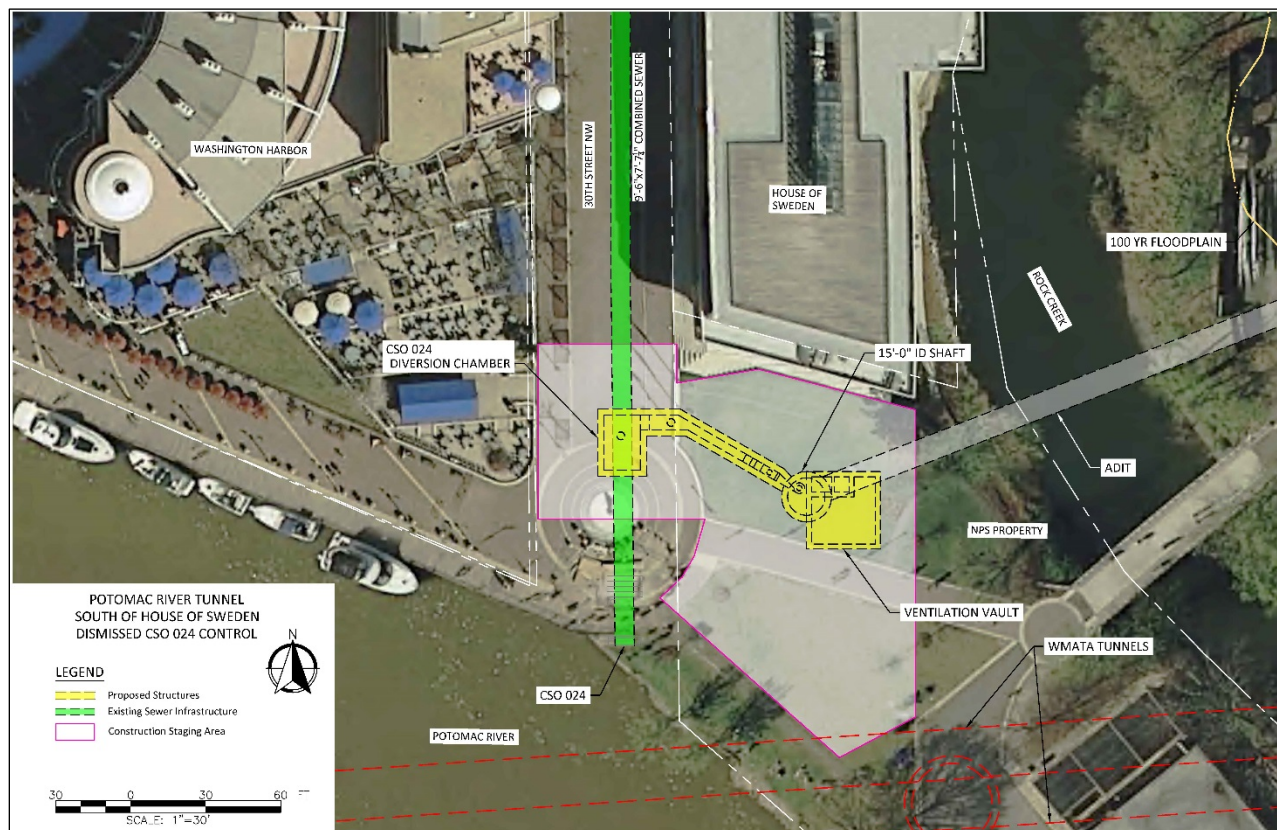 WASHINGTON HARBOR
30TH STREET NW
9'-6"x7'-7½" COMBINED SEWER
HOUSE OF
SWEDEN
100 YR FLOODPLAIN
ROCK CREEK
CSO 024
DIVERSION CHAMBER
15'-0" ID SHAFT
ADIT
NPS PROPERTY
VENTILATION VAULT
WMATA TUNNELS
CSO 024
POTOMAC RIVER
POTOMAC RIVER TUNNEL
SOUTH OF HOUSE OF SWEDEN
DISMISSED CSO 024 CONTROL
N
LEGEND
Proposed Structures
Existing Sewer Infrastructure
Construction Staging Area
30 0 30 60
SCALE: 1"=30'